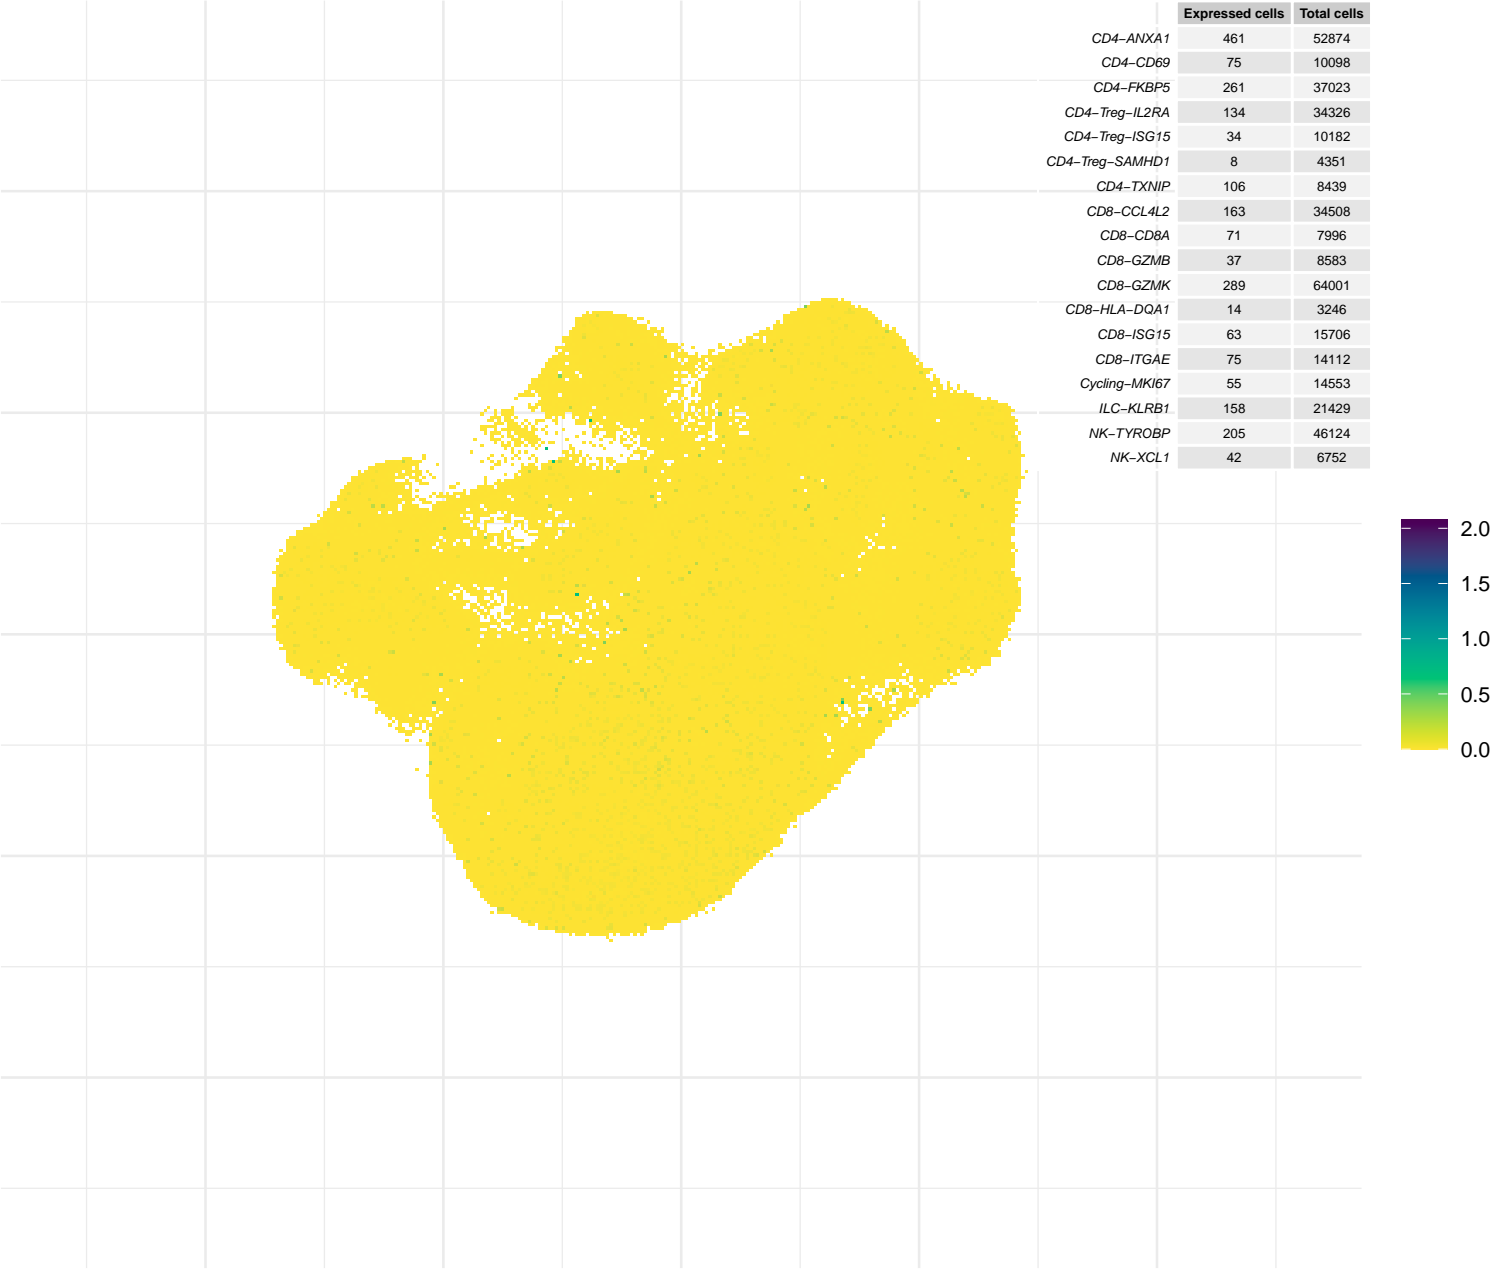 Expressed cells Total cells
CD4−ANXA1 461 52874
CD4−CD69 75 10098
CD4−FKBP5 261 37023
CD4−Treg−IL2RA 134 34326
CD4−Treg−ISG15 34 10182
CD4−Treg−SAMHD1 8 4351
CD4−TXNIP 106 8439
CD8−CCL4L2 163 34508
CD8−CD8A 71 7996
CD8−GZMB 37 8583
CD8−GZMK 289 64001
CD8−HLA−DQA1 14 3246
CD8−ISG15 63 15706
CD8−ITGAE 75 14112
Cycling−MKI67 55 14553
ILC−KLRB1 158 21429
NK−TYROBP 205 46124
NK−XCL1 42 6752
2.0
1.5
1.0
0.5
0.0